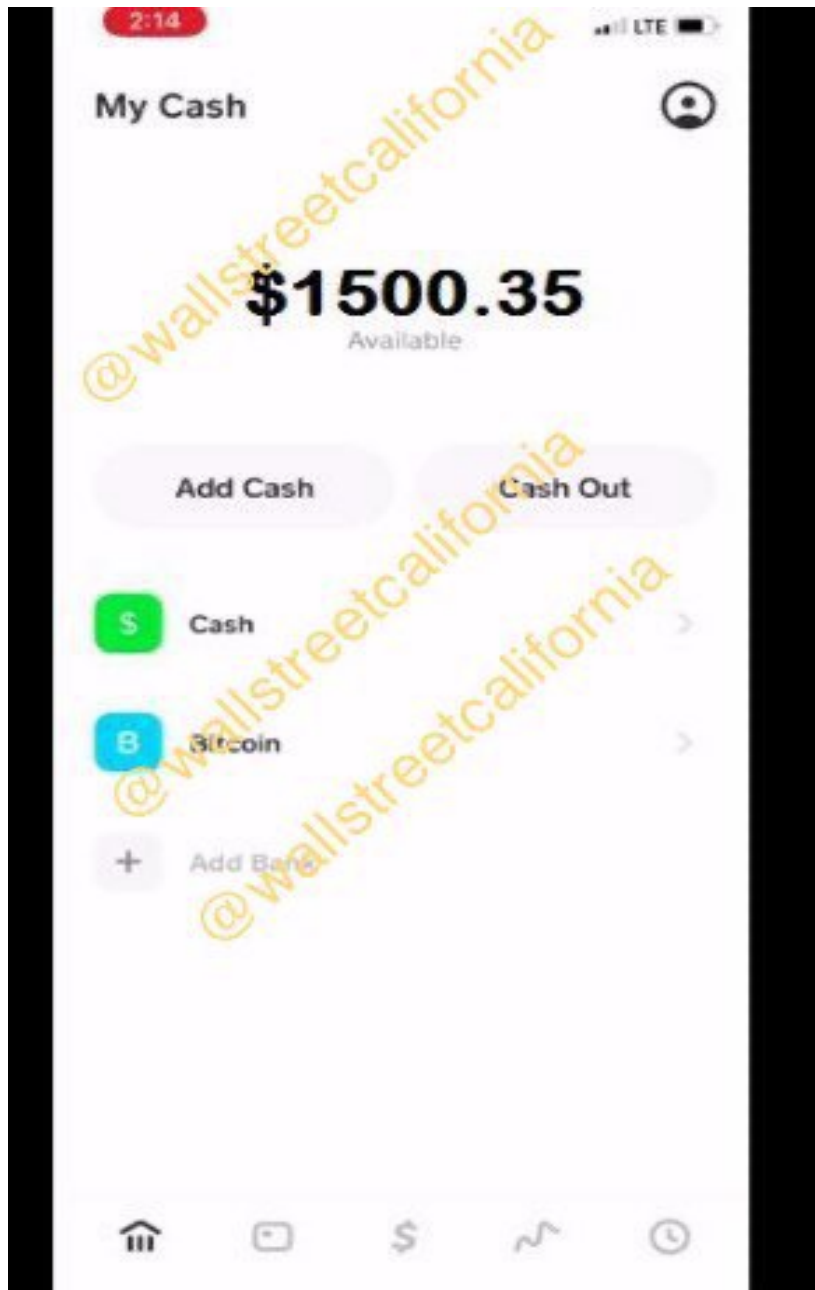 2:14
LTE
My Cash
$1500.35
Available
Add Cash
Cash Out
$
Cash
B
Bitcoin
+
Add Bank
$
@wallstreetcalifornia
@wallstreetcalifornia
@wallstreetcalifornia